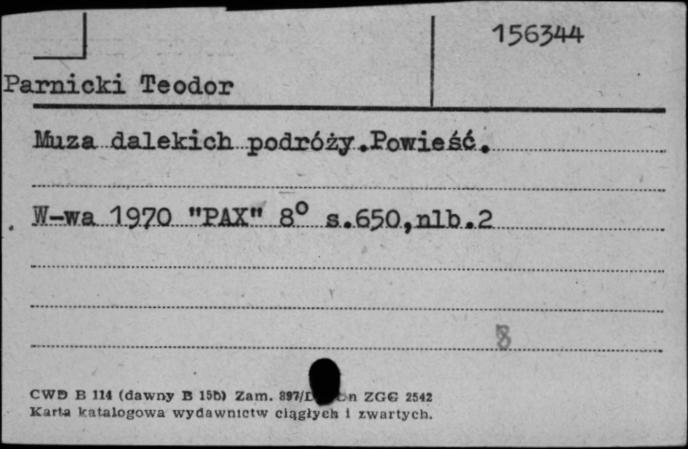 156344
Parnicki Teodor
Muza dalekich podróży.Powieść.
W-wa 1970 "PAX" 8° s.650,nlb.2
8
CWD B 114 (dawny B 15b) Zam. ZGG 2542
Karta katalogowa wydawnictw ciągłych i zwartych.